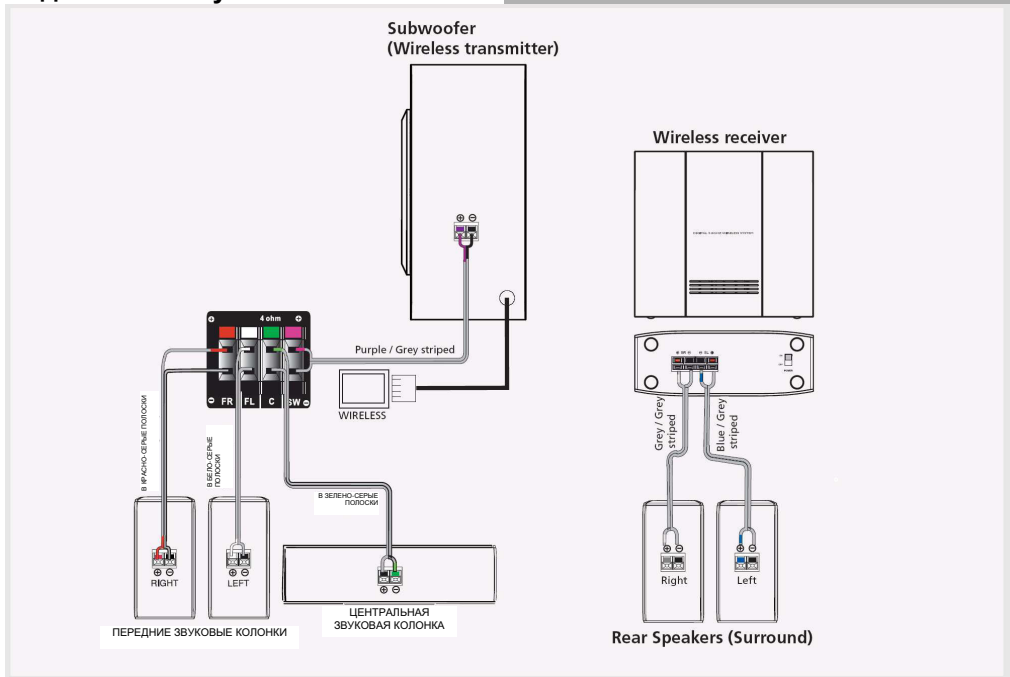 Subwoofer
(Wireless transmitter)
Wireless receiver
⊕ ⊖
4 ohm
FR FL C SW
Purple / Grey striped
WIRELESS
В КРАСНО-СЕРЫЕ ПОЛОСКИ
В БЕЛО-СЕРЫЕ
ПОЛОСКИ
В ЗЕЛЕНО-СЕРЫЕ
ПОЛОСКИ
Grey / Grey
striped
Blue / Grey
striped
⊕ ⊖
RIGHT
⊕ ⊖
LEFT
⊕ ⊖
ЦЕНТРАЛЬНАЯ
ЗВУКОВАЯ КОЛОНКА
ПЕРЕДНИЕ ЗВУКОВЫЕ КОЛОНКИ
⊕ ⊖
Right
⊕ ⊖
Left
Rear Speakers (Surround)